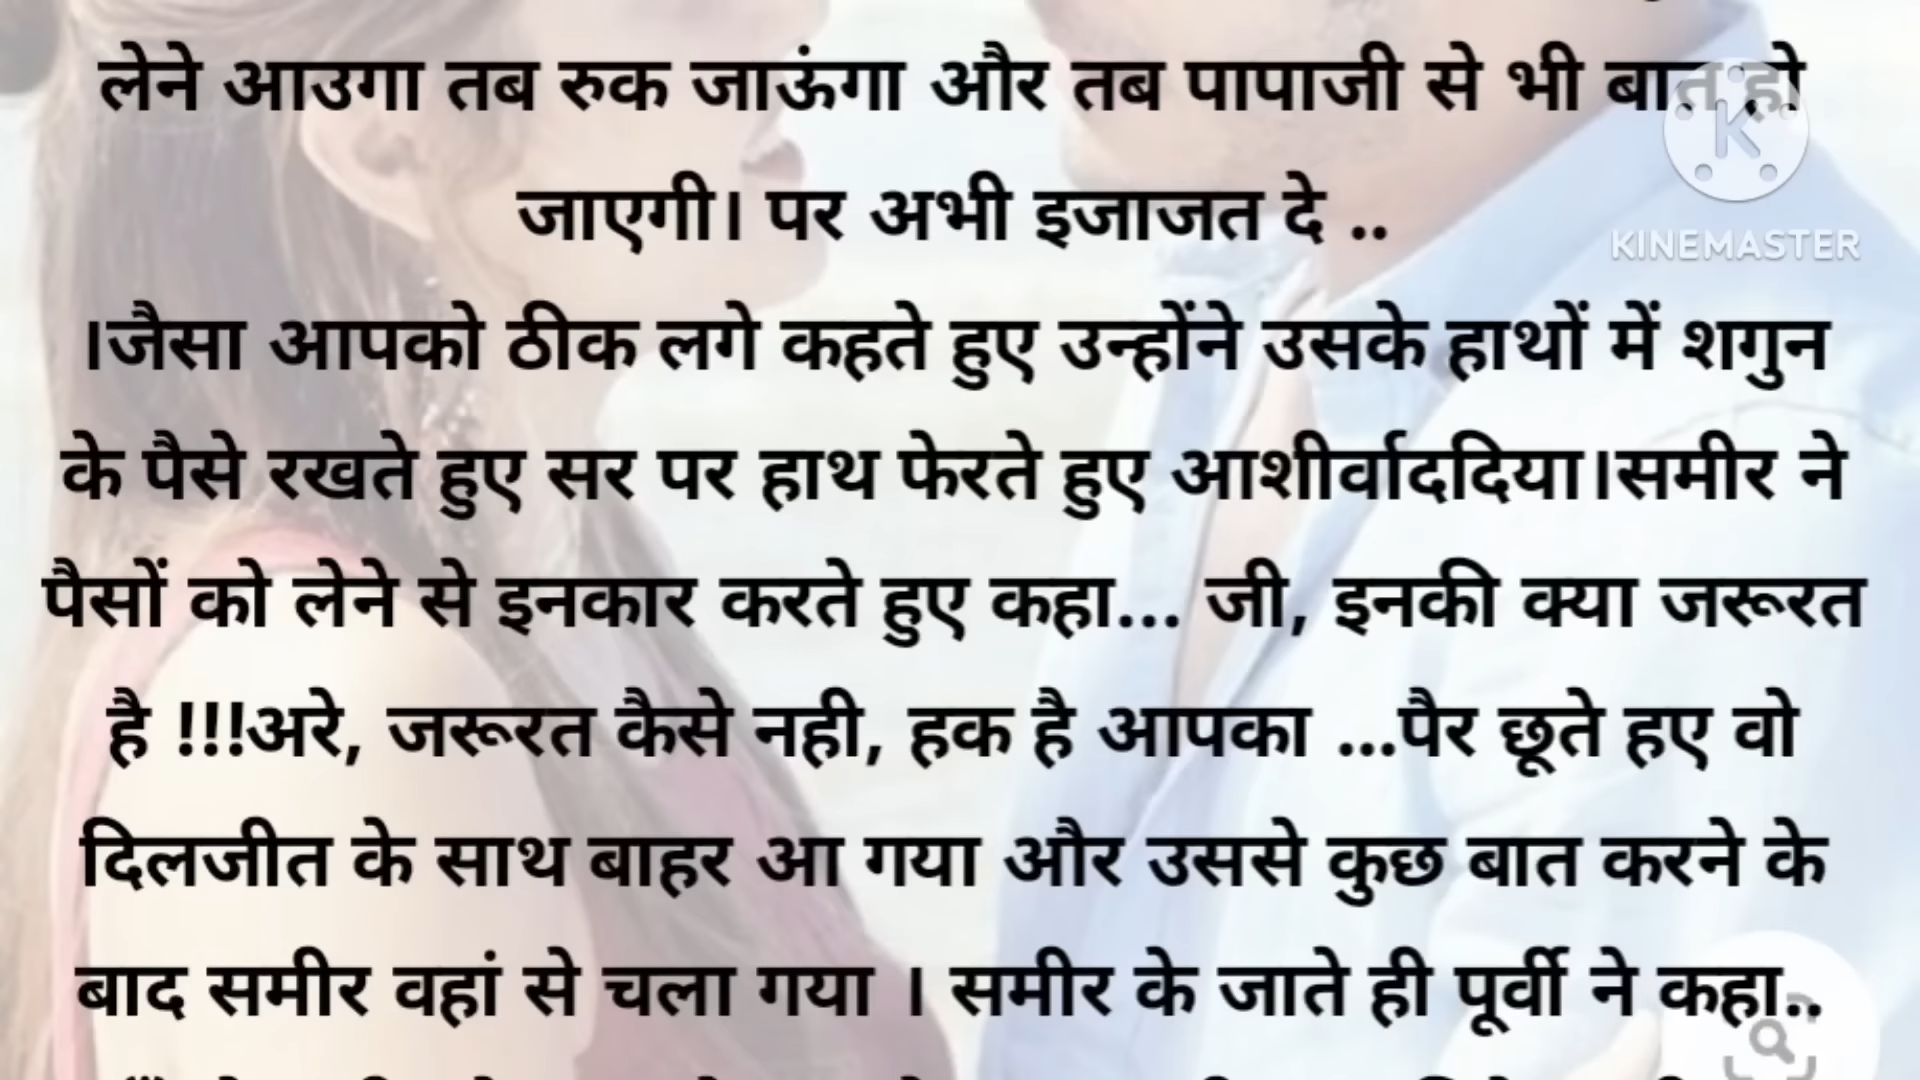 लेने आउगा तब रुक जाऊंगा और तब पापाजी से भी बात हो
जाएगी। पर अभी इजाजत दे ..
।जैसा आपको ठीक लगे कहते हुए उन्होंने उसके हाथों में शगुन
के पैसे रखते हुए सर पर हाथ फेरते हुए आशीर्वाददिया।समीर ने
पैसों को लेने से इनकार करते हुए कहा... जी, इनकी क्या जरूरत
है !!!अरे, जरूरत कैसे नही, हक है आपका ...पैर छूते हए वो
दिलजीत के साथ बाहर आ गया और उससे कुछ बात करने के
बाद समीर वहां से चला गया । समीर के जाते ही पूर्वी ने कहा..
K
KINEMASTER